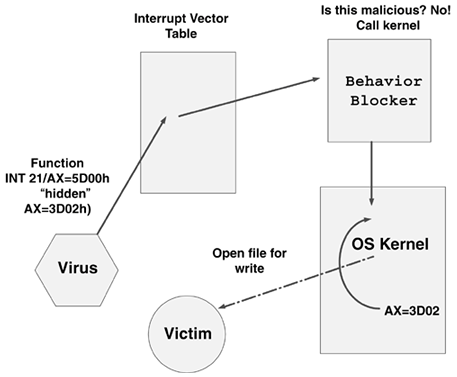 Interrupt Vector
Table
Is this malicious? No!
Call kernel
Behavior
Blocker
Function
INT 21/AX=5D00h
“hidden”
AX=3D02h)
Virus
Open file for
write
OS Kernel
AX=3D02
Victim